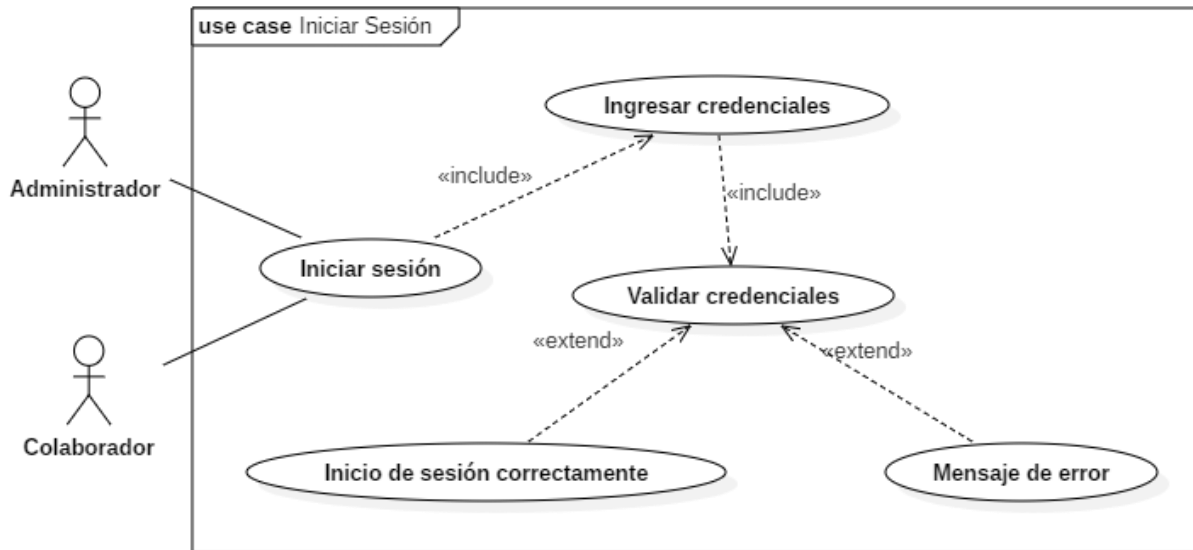 use case Iniciar Sesión
Ingresar credenciales
Administrador
«include»
«include»
Iniciar sesión
Validar credenciales
«extend»
«extend»
Colaborador
Inicio de sesión correctamente
Mensaje de error